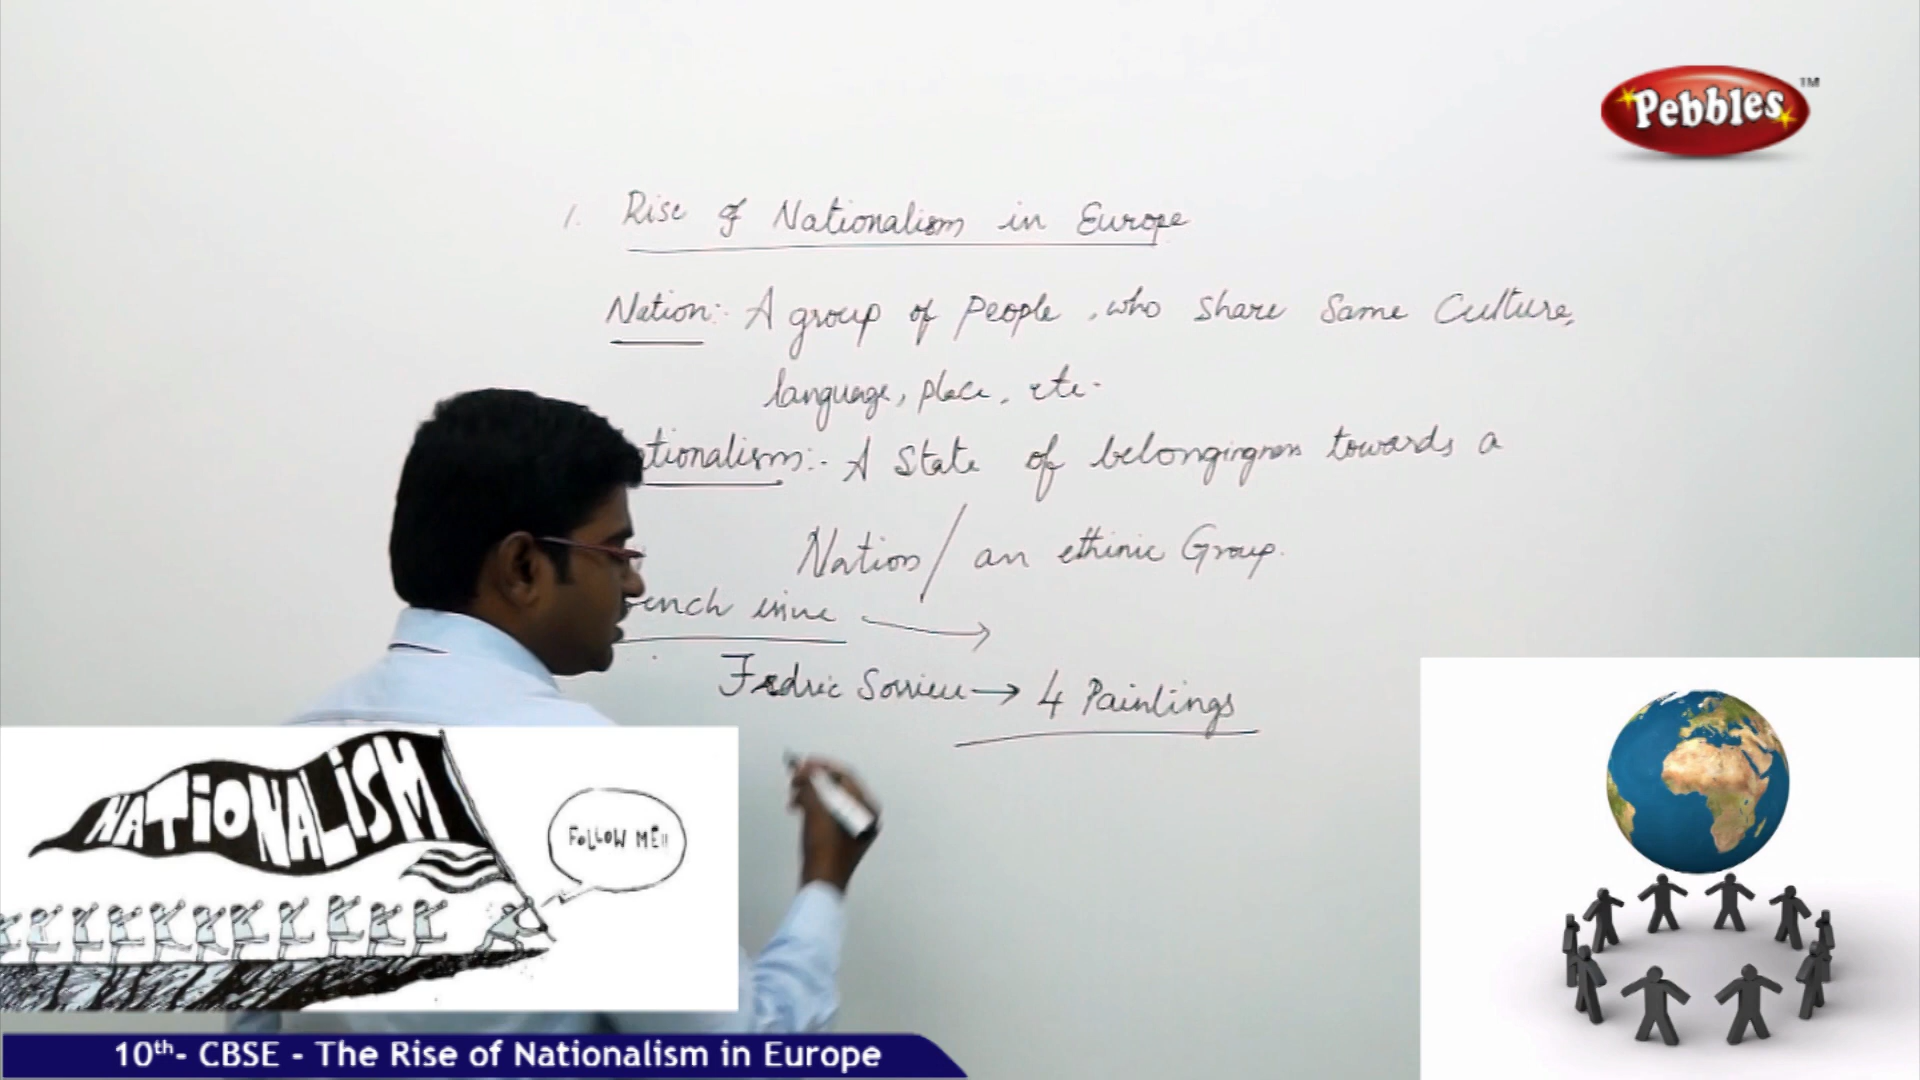 Pebbles TM
1. Rise of Nationalism in Europe
Nation:- A group of People, who Share Same Culture,
language, place, etc.
tionalism:- A State of belongingness towards a
Nation/ an ethinic Group.
ench
Fedric Sorrieu → 4 Paintings
NATIONALISM
FOLLOW ME!!
10th- CBSE - The Rise of Nationalism in Europe